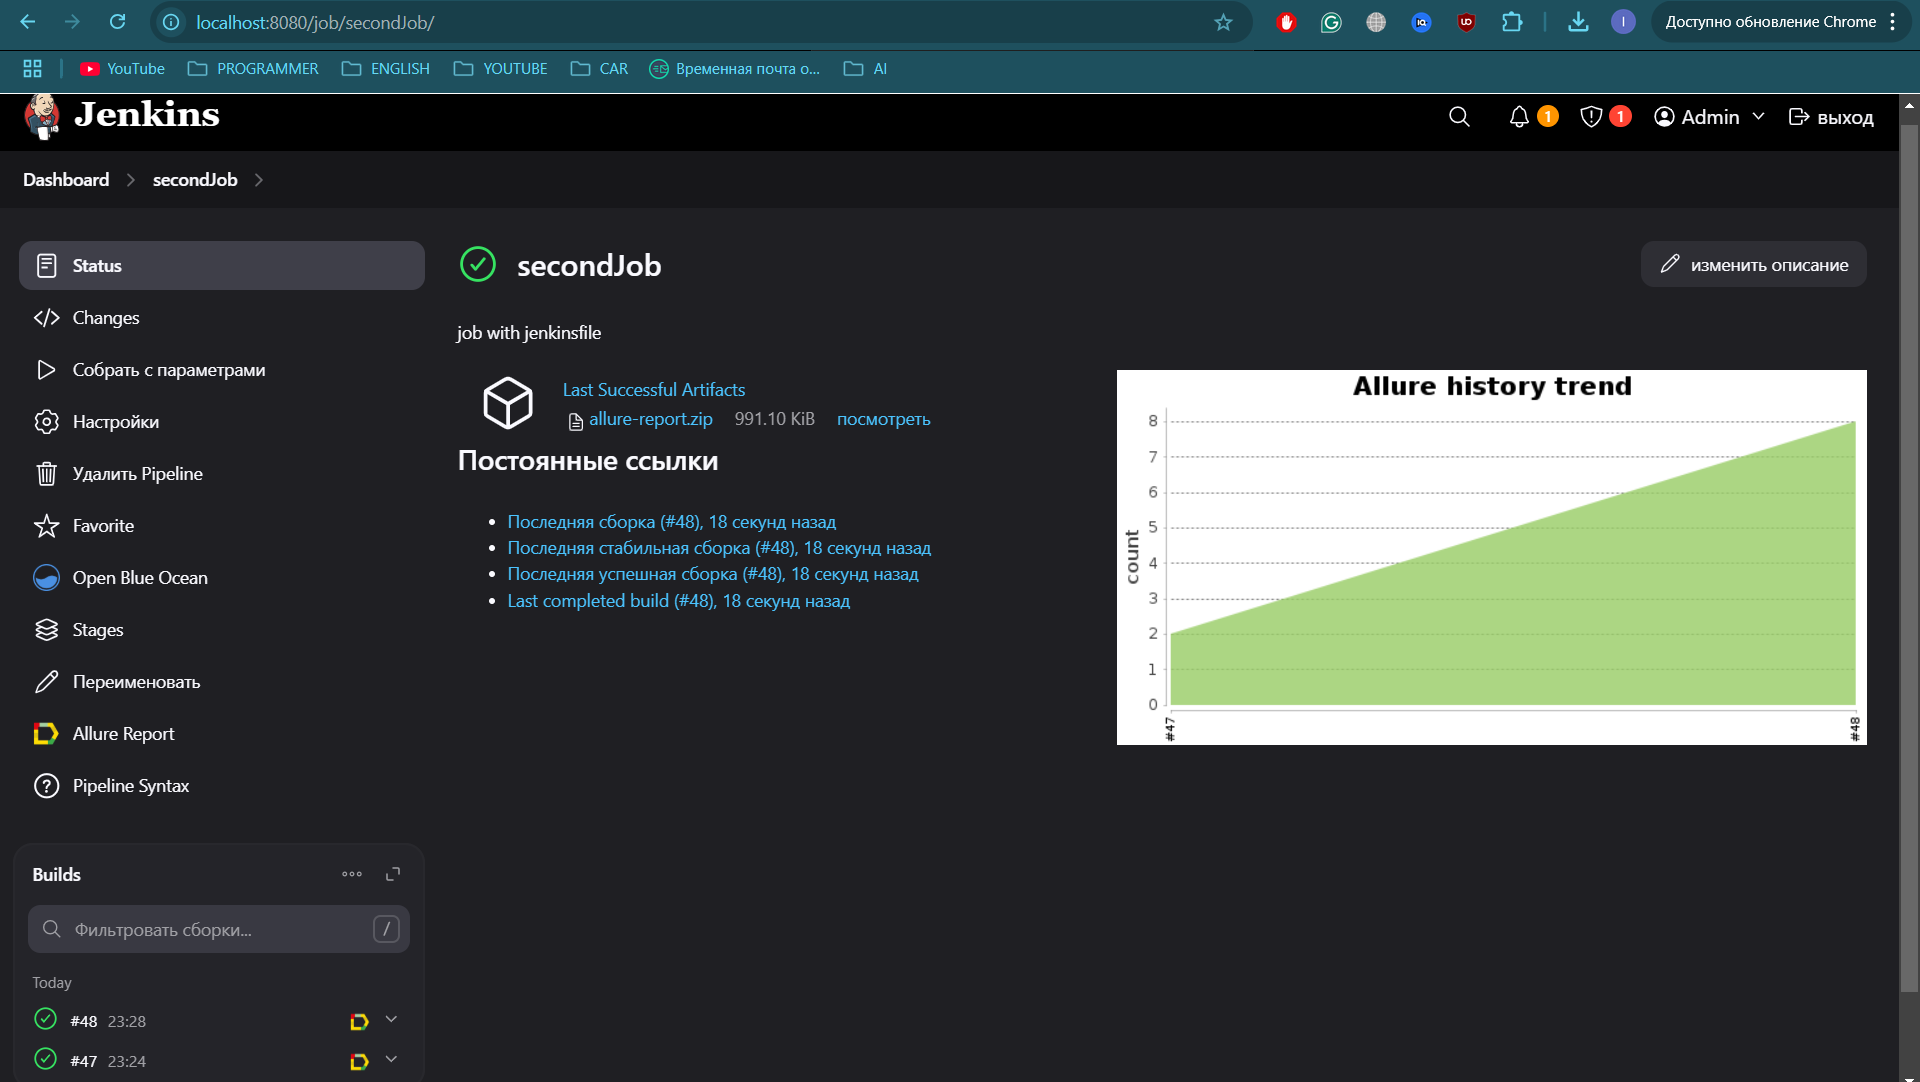 localhost:8080/job/secondJob/
Доступно обновление Chrome
YouTube
PROGRAMMER
ENGLISH
YOUTUBE
CAR
Временная почта о...
AI
Jenkins
1
1
Admin
выход
Dashboard
secondJob
Status
Changes
Собрать с параметрами
Настройки
Удалить Pipeline
Favorite
Open Blue Ocean
Stages
Переименовать
Allure Report
Pipeline Syntax
Builds
Фильтровать сборки...
/
Today
#48 23:28
#47 23:24
secondJob
изменить описание
job with jenkinsfile
Last Successful Artifacts
allure-report.zip 991.10 KiB посмотреть
Постоянные ссылки
Последняя сборка (#48), 18 секунд назад
Последняя стабильная сборка (#48), 18 секунд назад
Последняя успешная сборка (#48), 18 секунд назад
Last completed build (#48), 18 секунд назад
Allure history trend
count
8
7
6
5
4
3
2
1
0
#47
#48